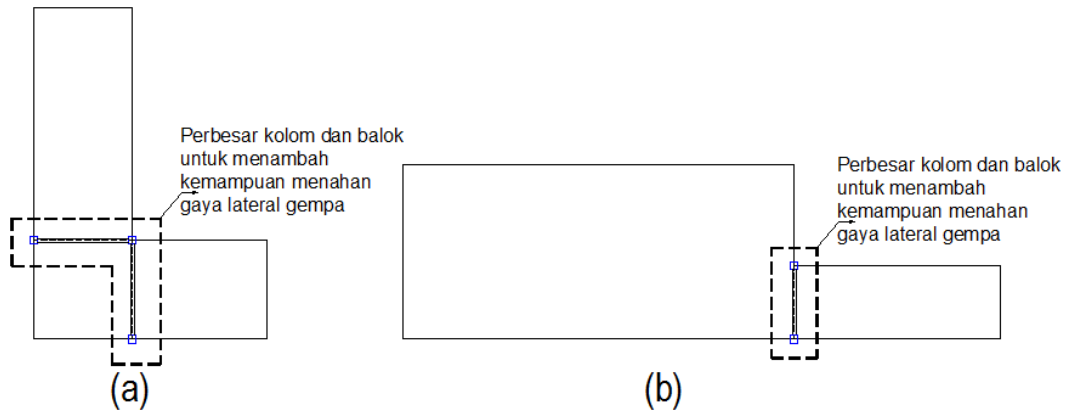 Perbesar kolom dan balok
untuk menambah
kemampuan menahan
gaya lateral gempa
Perbesar kolom dan balok
untuk menambah
kemampuan menahan
gaya lateral gempa
(a)
(b)